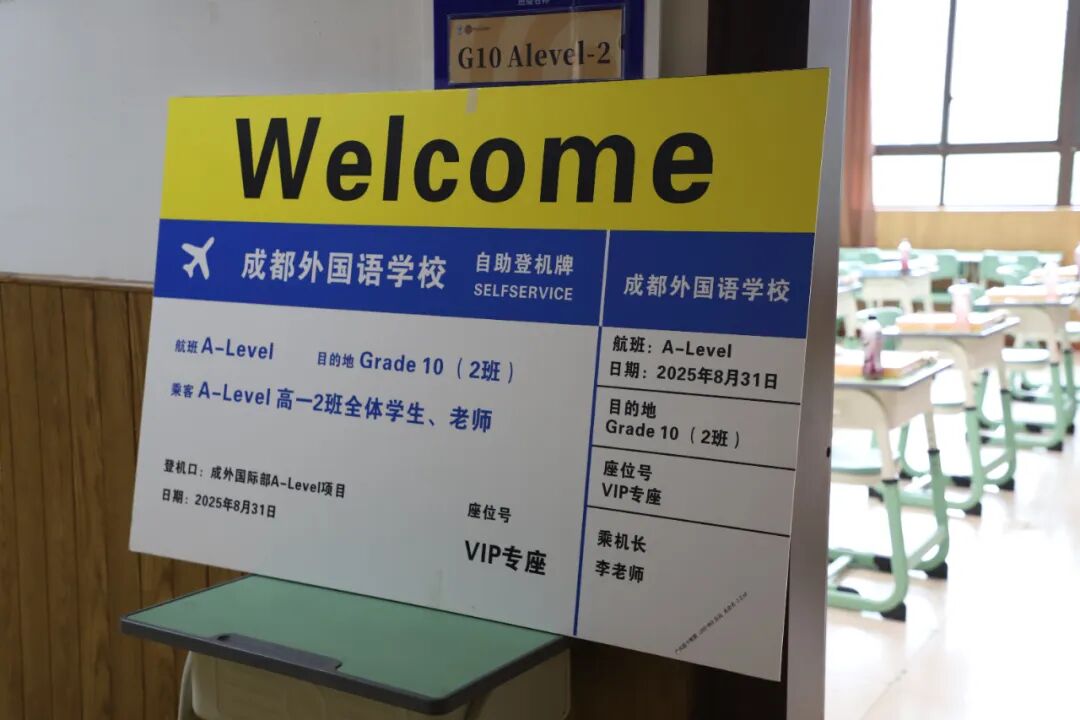 班级名称
G10 Alevel-2
Welcome
成都外国语学校 自助登机牌
SELFSERVICE
航班 A-Level 目的地 Grade 10（2班）
乘客 A-Level 高一2班全体学生、老师
登机口：成外国际部A-Level项目
日期：2025年8月31日
座位号
VIP专座
成都外国语学校
航班：A-Level
日期：2025年8月31日
目的地
Grade 10（2班）
座位号
VIP专座
乘机长
李老师